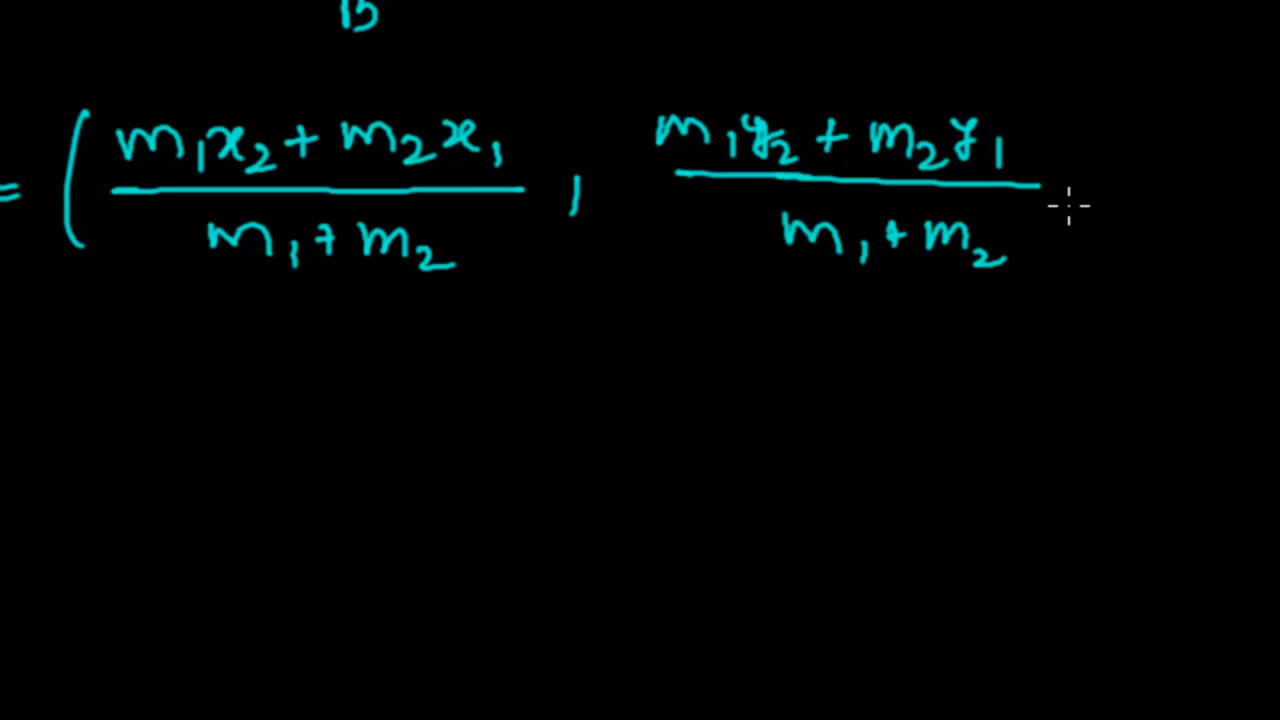 B
= ( (m₁x₂ + m₂x₁)/(m₁ + m₂) , (m₁y₂ + m₂y₁)/(m₁ + m₂)